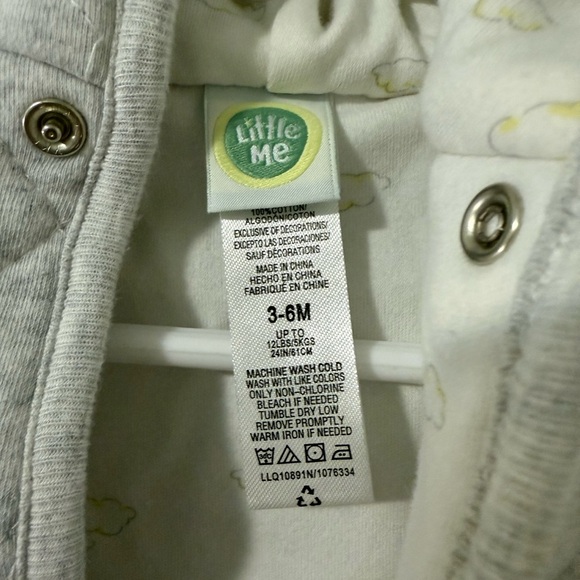 Little
Me
100%COTTON/
ALGODON/COTON
EXCLUSIVE OF DECORATIONS/
EXCEPTO LAS DECORACIONES/
SAUF DÉCORATIONS
MADE IN CHINA
HECHO EN CHINA
FABRIQUÉ EN CHINE
3-6M
UP TO
12LBS/5KGS
24IN/61CM
MACHINE WASH COLD
WASH WITH LIKE COLORS
ONLY NON-CHLORINE
BLEACH IF NEEDED
TUMBLE DRY LOW
REMOVE PROMPTLY
WARM IRON IF NEEDED
LLQ10891N/1076334